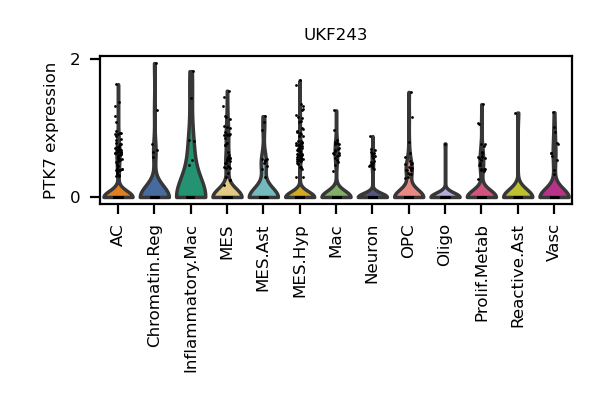 UKF243
PTK7 expression
2
0
AC
Chromatin.Reg
Inflammatory.Mac
MES
MES.Ast
MES.Hyp
Mac
Neuron
OPC
Oligo
Prolif.Metab
Reactive.Ast
Vasc